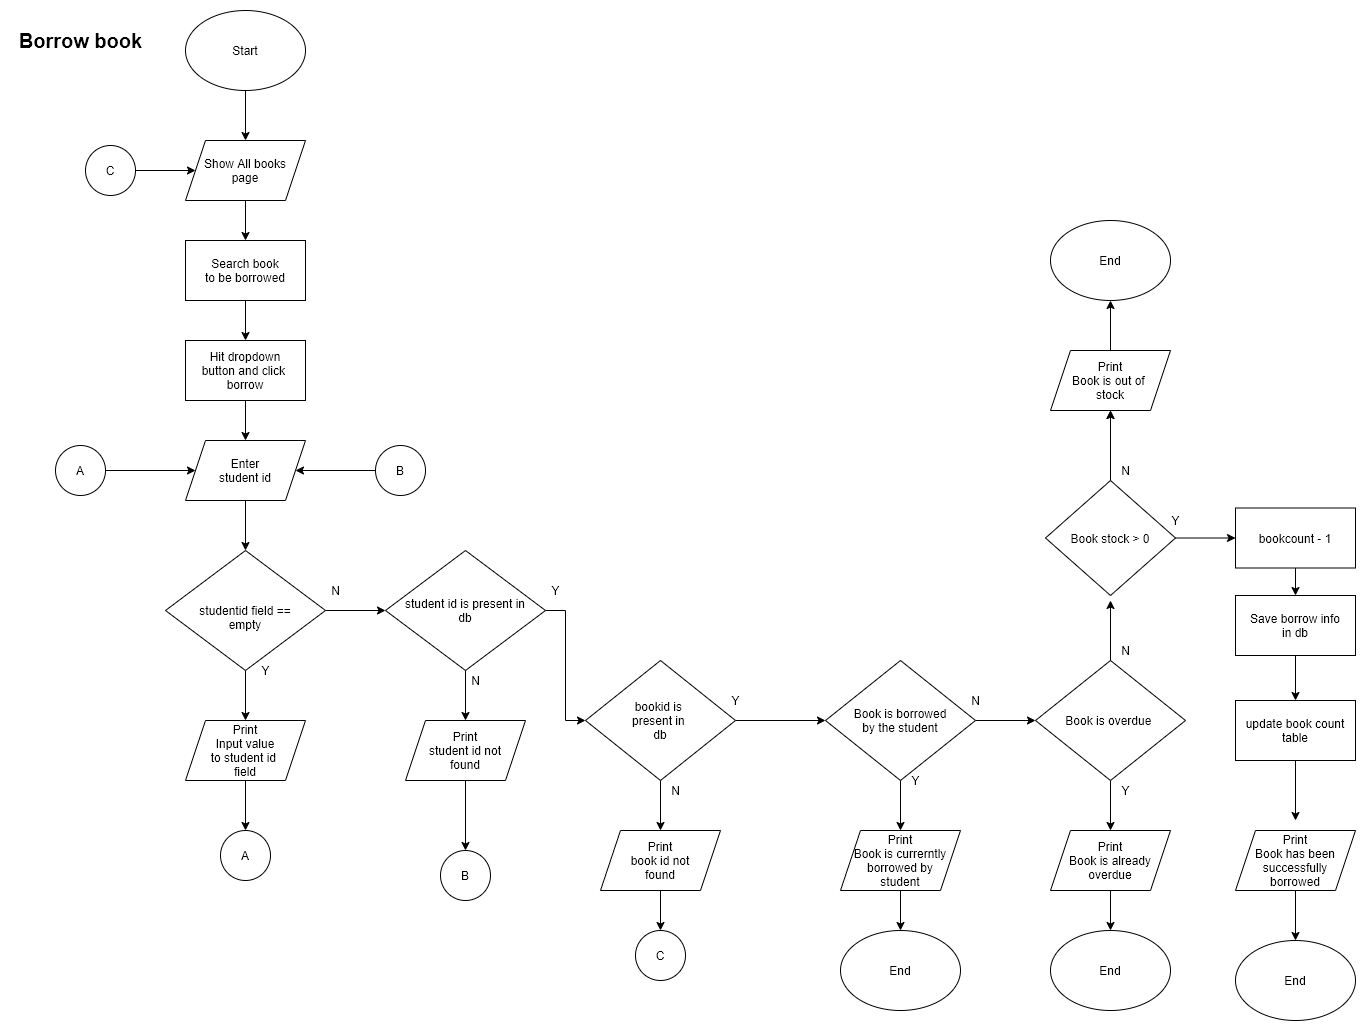 Borrow book
Start
C
Show All books
page
Search book
to be borrowed
Hit dropdown
button and click
borrow
A
Enter
student id
B
studentid field ==
empty
N
Y
student id is present in
db
Y
N
Print
Input value
to student id
field
A
Print
student id not
found
B
bookid is
present in
db
Y
N
Print
book id not
found
C
Book is borrowed
by the student
N
Y
Print
Book is currerntly
borrowed by
student
End
Book is overdue
N
Y
Print
Book is already
overdue
End
Book stock > 0
N
Y
Print
Book is out of
stock
End
bookcount - 1
Save borrow info
in db
update book count
table
Print
Book has been
successfully
borrowed
End